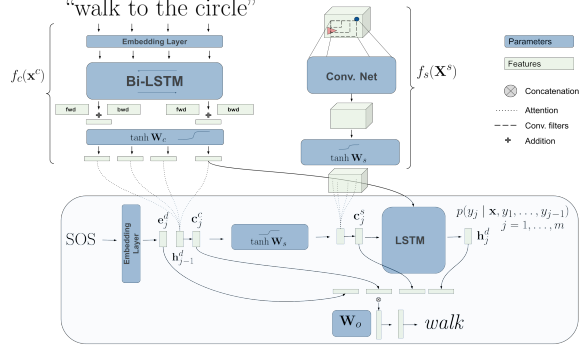 "walk to the circle"
Embedding Layer
f_c(x^c)
Bi-LSTM
fwd bwd fwd bwd
tanh W_c
Conv. Net
f_s(X^s)
tanh W_s
Parameters
Features
Concatenation
Attention
Conv. filters
Addition
SOS
Embedding Layer
e_j^d
h_{j-1}^d
c_j^c
tanh W_s
c_j^s
LSTM
h_j^d
p(y_j | x, y_1, . . . , y_{j-1})
j = 1, . . . , m
W_o
walk